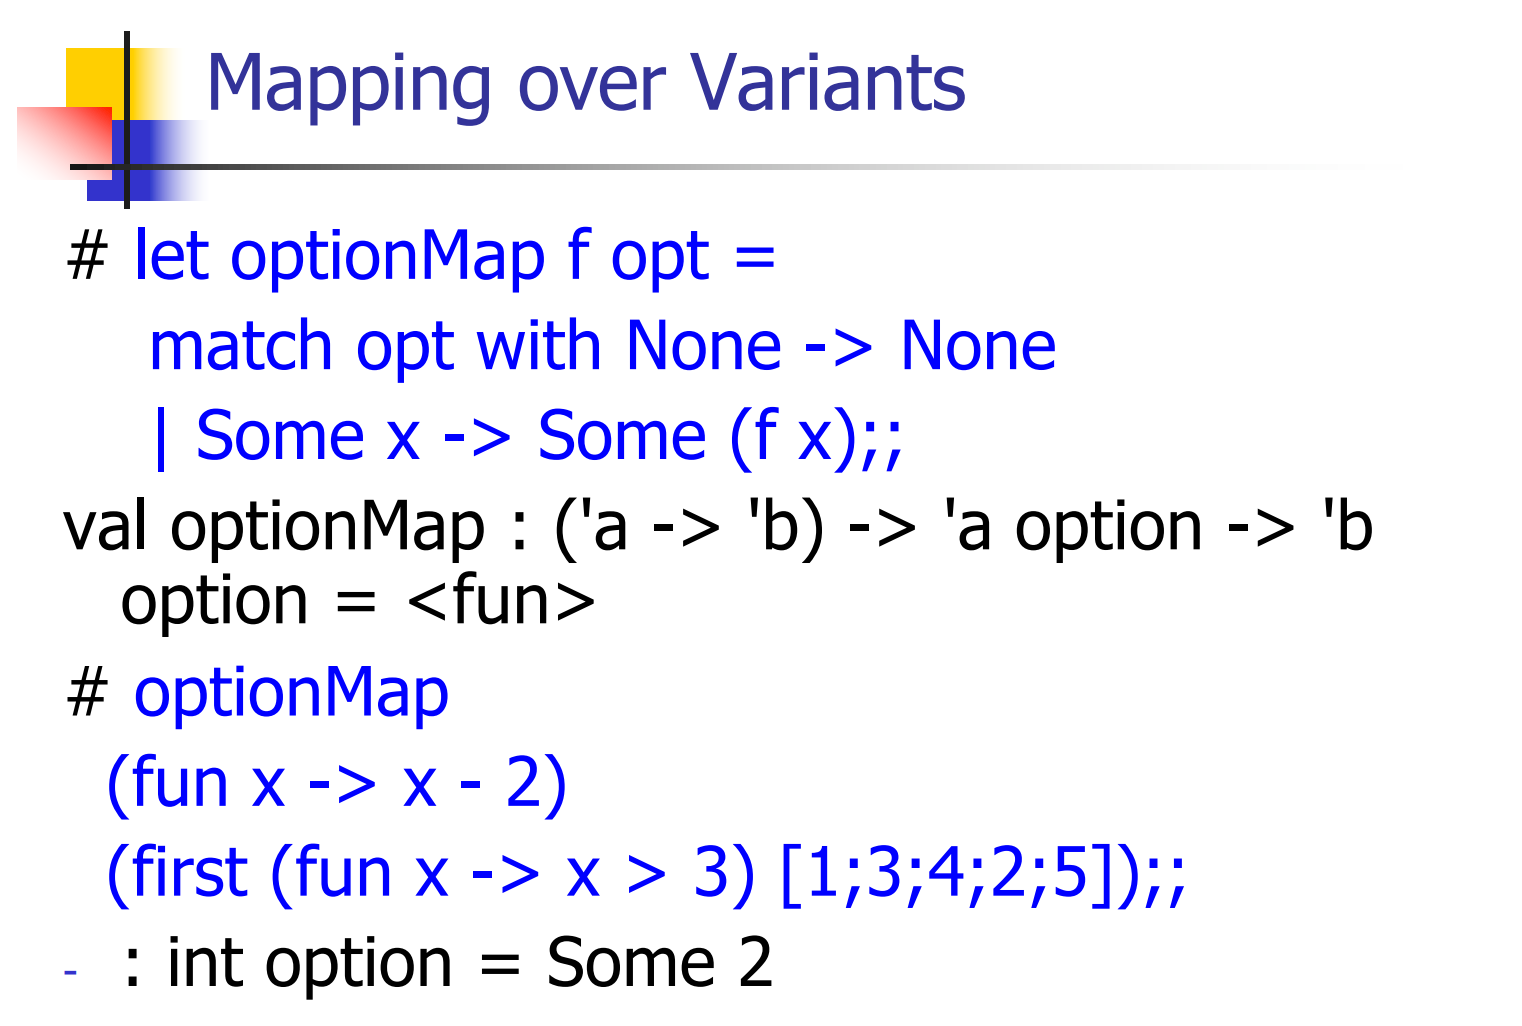 Mapping over Variants
# let optionMap f opt =
match opt with None -> None
| Some x -> Some (f x);;
val optionMap : ('a -> 'b) -> 'a option -> 'b
option = <fun>
# optionMap
(fun x -> x - 2)
(first (fun x -> x > 3) [1;3;4;2;5]);;
- : int option = Some 2